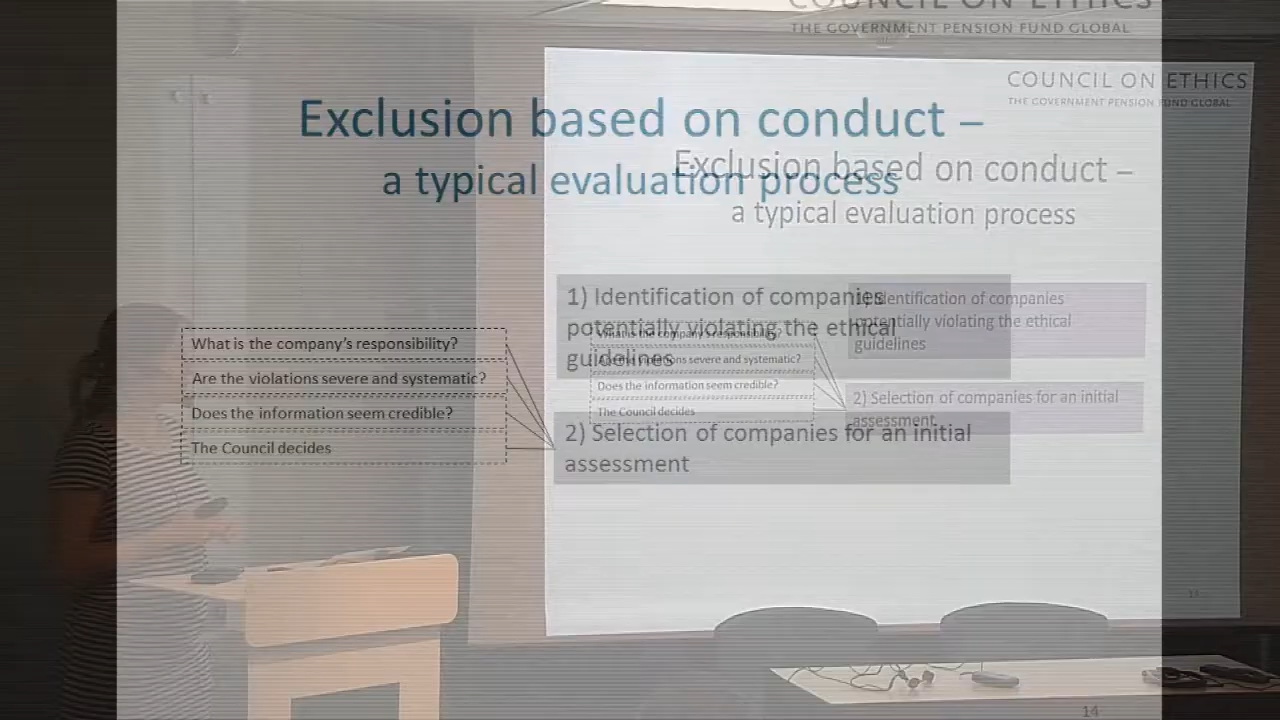 COUNCIL ON ETHICS
THE GOVERNMENT PENSION FUND GLOBAL
COUNCIL ON ETHICS
THE GOVERNMENT PENSION FUND GLOBAL
Exclusion based on conduct –
a typical evaluation process
Exclusion based on conduct –
a typical evaluation process
1) Identification of companies
potentially violating the ethical
guidelines
1) Identification of companies
potentially violating the ethical
guidelines
What is the company's responsibility?
Are the violations severe and systematic?
Does the information seem credible?
The Council decides
What is the company's responsibility?
Are the violations severe and systematic?
Does the information seem credible?
The Council decides
2) Selection of companies for an initial
assessment
2) Selection of companies for an initial
assessment
14